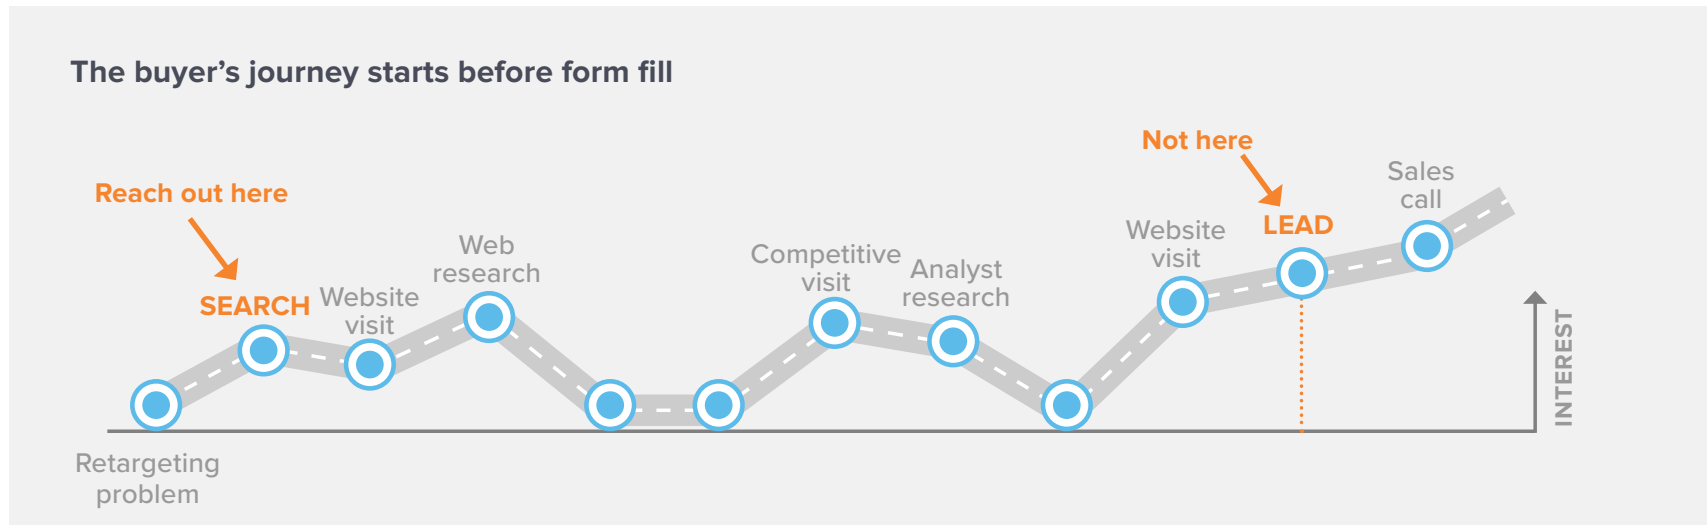 The buyer’s journey starts before form fill
Reach out here
SEARCH
Website
visit
Web
research
Competitive
visit
Analyst
research
Website
visit
Not here
LEAD
Sales
call
INTEREST
Retargeting
problem